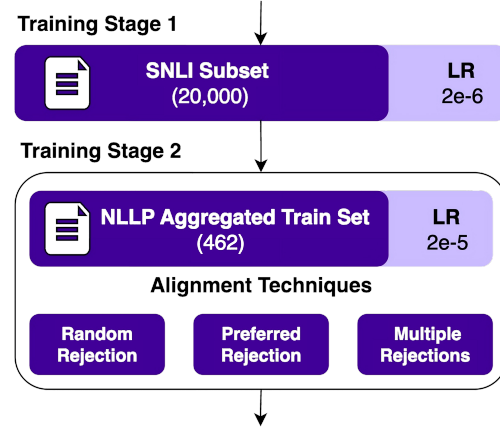 Training Stage 1
SNLI Subset
(20,000)
LR
2e-6
Training Stage 2
NLLP Aggregated Train Set
(462)
LR
2e-5
Alignment Techniques
Random
Rejection
Preferred
Rejection
Multiple
Rejections